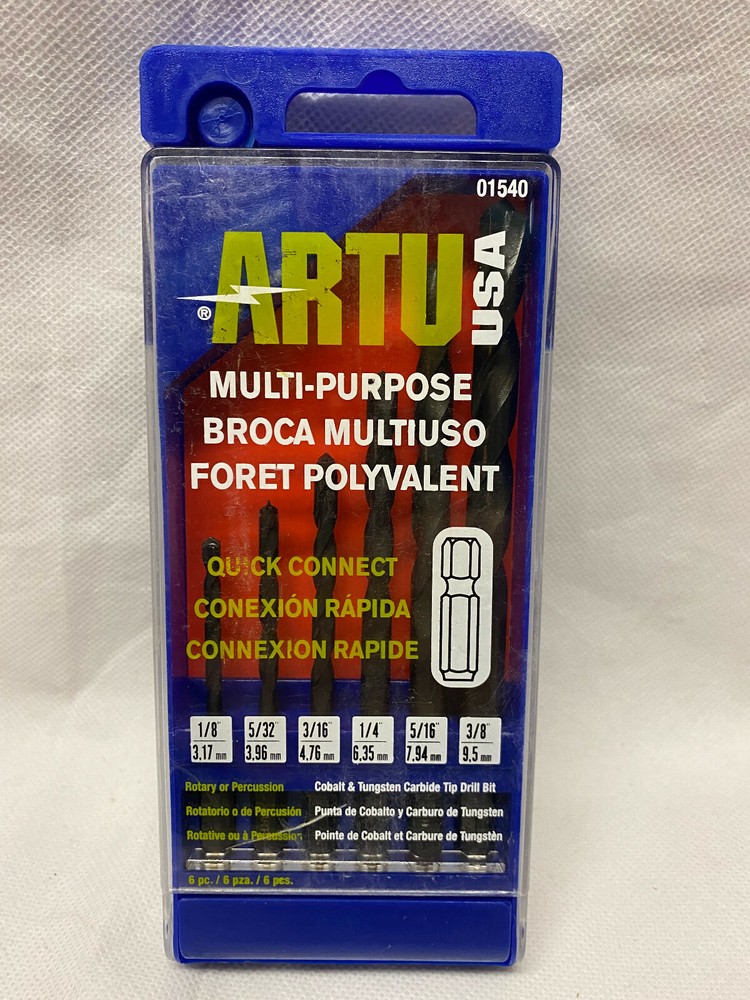 01540
ARTU
USA
®
MULTI-PURPOSE
BROCA MULTIUSO
FORET POLYVALENT
QUICK CONNECT
CONEXIÓN RÁPIDA
CONNEXION RAPIDE
1/8" 5/32" 3/16" 1/4" 5/16" 3/8"
3.17 mm 3.96 mm 4.76 mm 6.35 mm 7.94 mm 9.5 mm
Rotary or Percussion Cobalt & Tungsten Carbide Tip Drill Bit
Rotatorio o de Percusión Punta de Cobalto y Carburo de Tungsten
Rotative ou à Percussion Pointe de Cobalt et Carbure de Tungstèn
6 pc. / 6 pza. / 6 pcs.